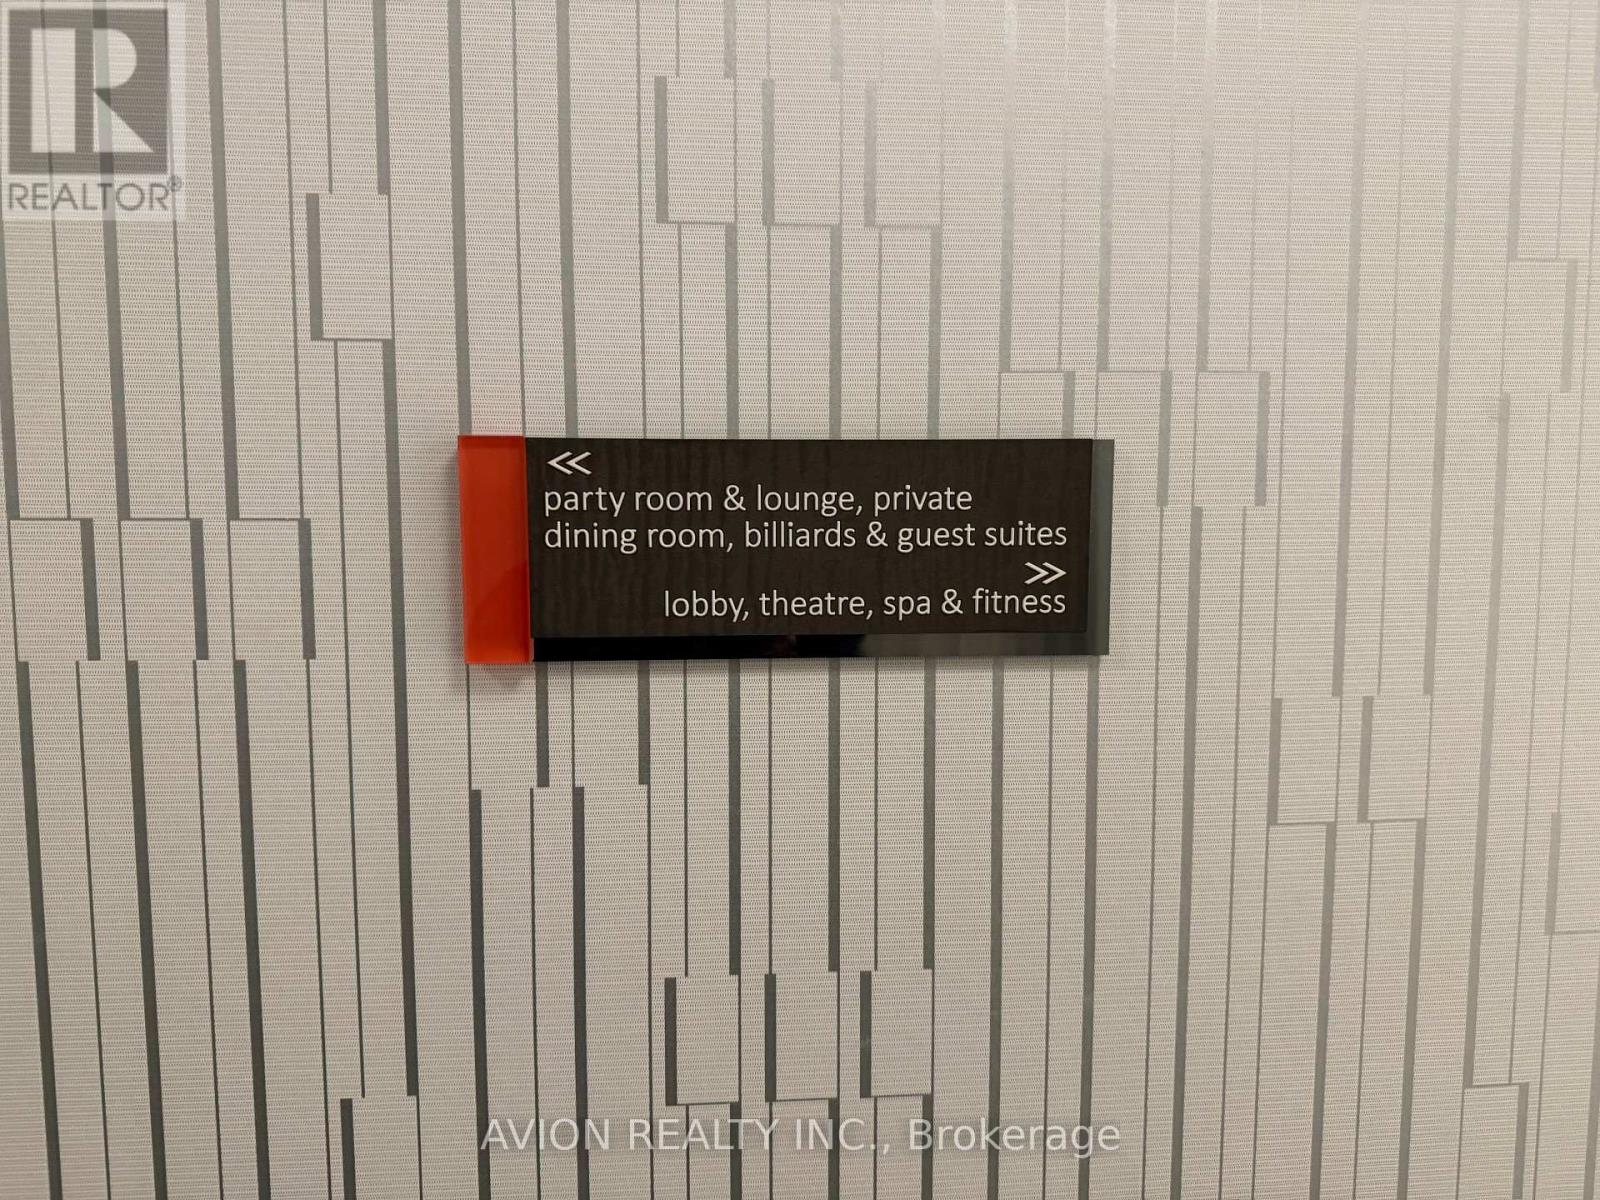 R
REALTOR®
<<
party room & lounge, private
dining room, billiards & guest suites
>>
lobby, theatre, spa & fitness
AVION REALTY INC., Brokerage